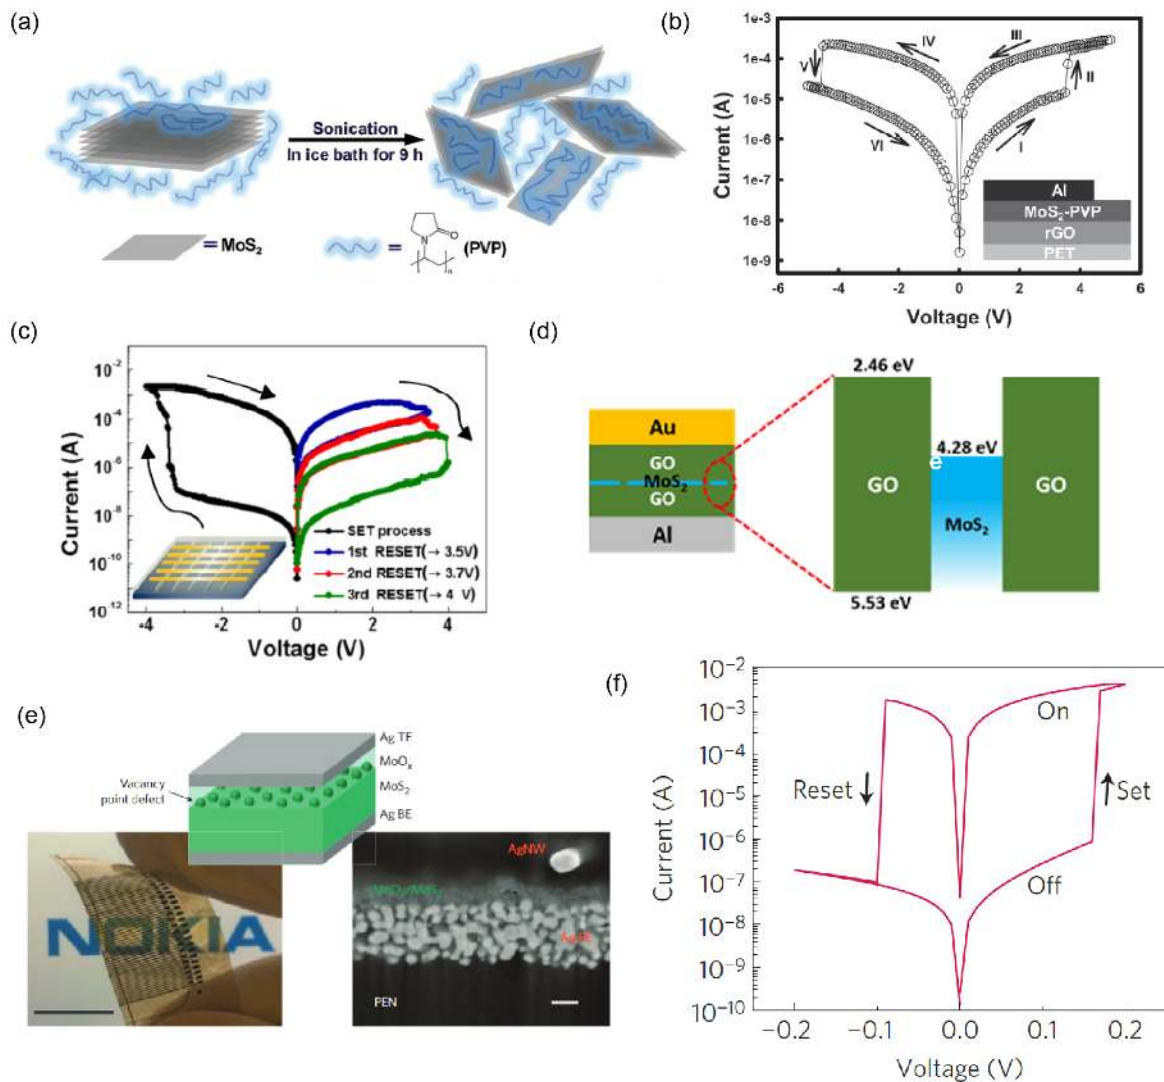 (a)
Sonication
In ice bath for 9 h
= MoS₂
=
N
O
n
(PVP)
(b)
Current (A)
1e-3
1e-4
1e-5
1e-6
1e-7
1e-8
1e-9
IV
III
V
II
VI
I
Al
MoS₂-PVP
rGO
PET
-6 -4 -2 0 2 4 6
Voltage (V)
(c)
Current (A)
10⁻²
10⁻⁴
10⁻⁶
10⁻⁸
10⁻¹⁰
10⁻¹²
SET process
1st RESET(→ 3.5V)
2nd RESET(→ 3.7V)
3rd RESET(→ 4 V)
-4 -2 0 2 4
Voltage (V)
(d)
Au
GO
MoS₂
GO
Al
2.46 eV
4.28 eV
e
GO
MoS₂
GO
5.53 eV
(e)
Ag TF
MoOₓ
MoS₂
Ag BE
Vacancy
point defect
NOKIA
AgNW
PEN
(f)
Current (A)
10⁻²
10⁻³
10⁻⁴
10⁻⁵
10⁻⁶
10⁻⁷
10⁻⁸
10⁻⁹
10⁻¹⁰
On
Reset
Set
Off
−0.2 −0.1 0.0 0.1 0.2
Voltage (V)